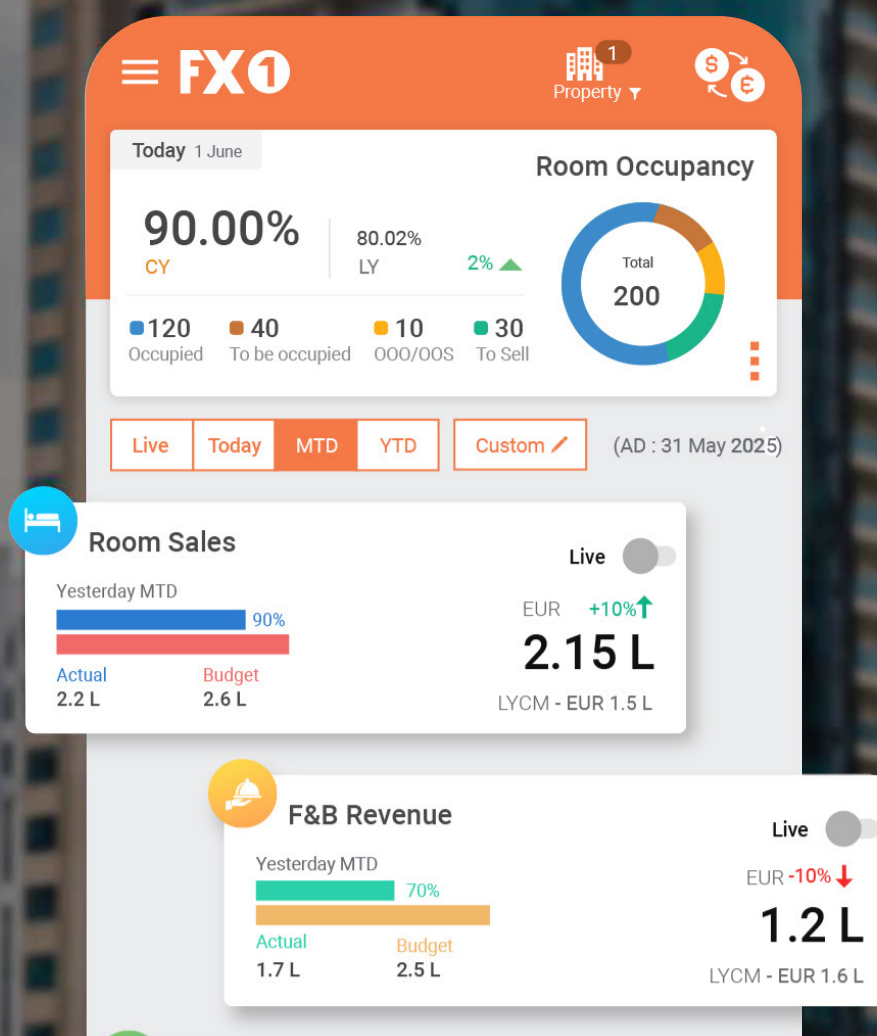 FX1
1
Property
Today 1 June
Room Occupancy
90.00%
CY
80.02%
LY
2%
Total
200
120
Occupied
40
To be occupied
10
OOO/OOS
30
To Sell
Live
Today
MTD
YTD
Custom
(AD : 31 May 2025)
Room Sales
Live
Yesterday MTD
90%
EUR +10%
2.15 L
Actual
2.2 L
Budget
2.6 L
LYCM - EUR 1.5 L
F&B Revenue
Live
Yesterday MTD
70%
EUR -10%
1.2 L
Actual
1.7 L
Budget
2.5 L
LYCM - EUR 1.6 L